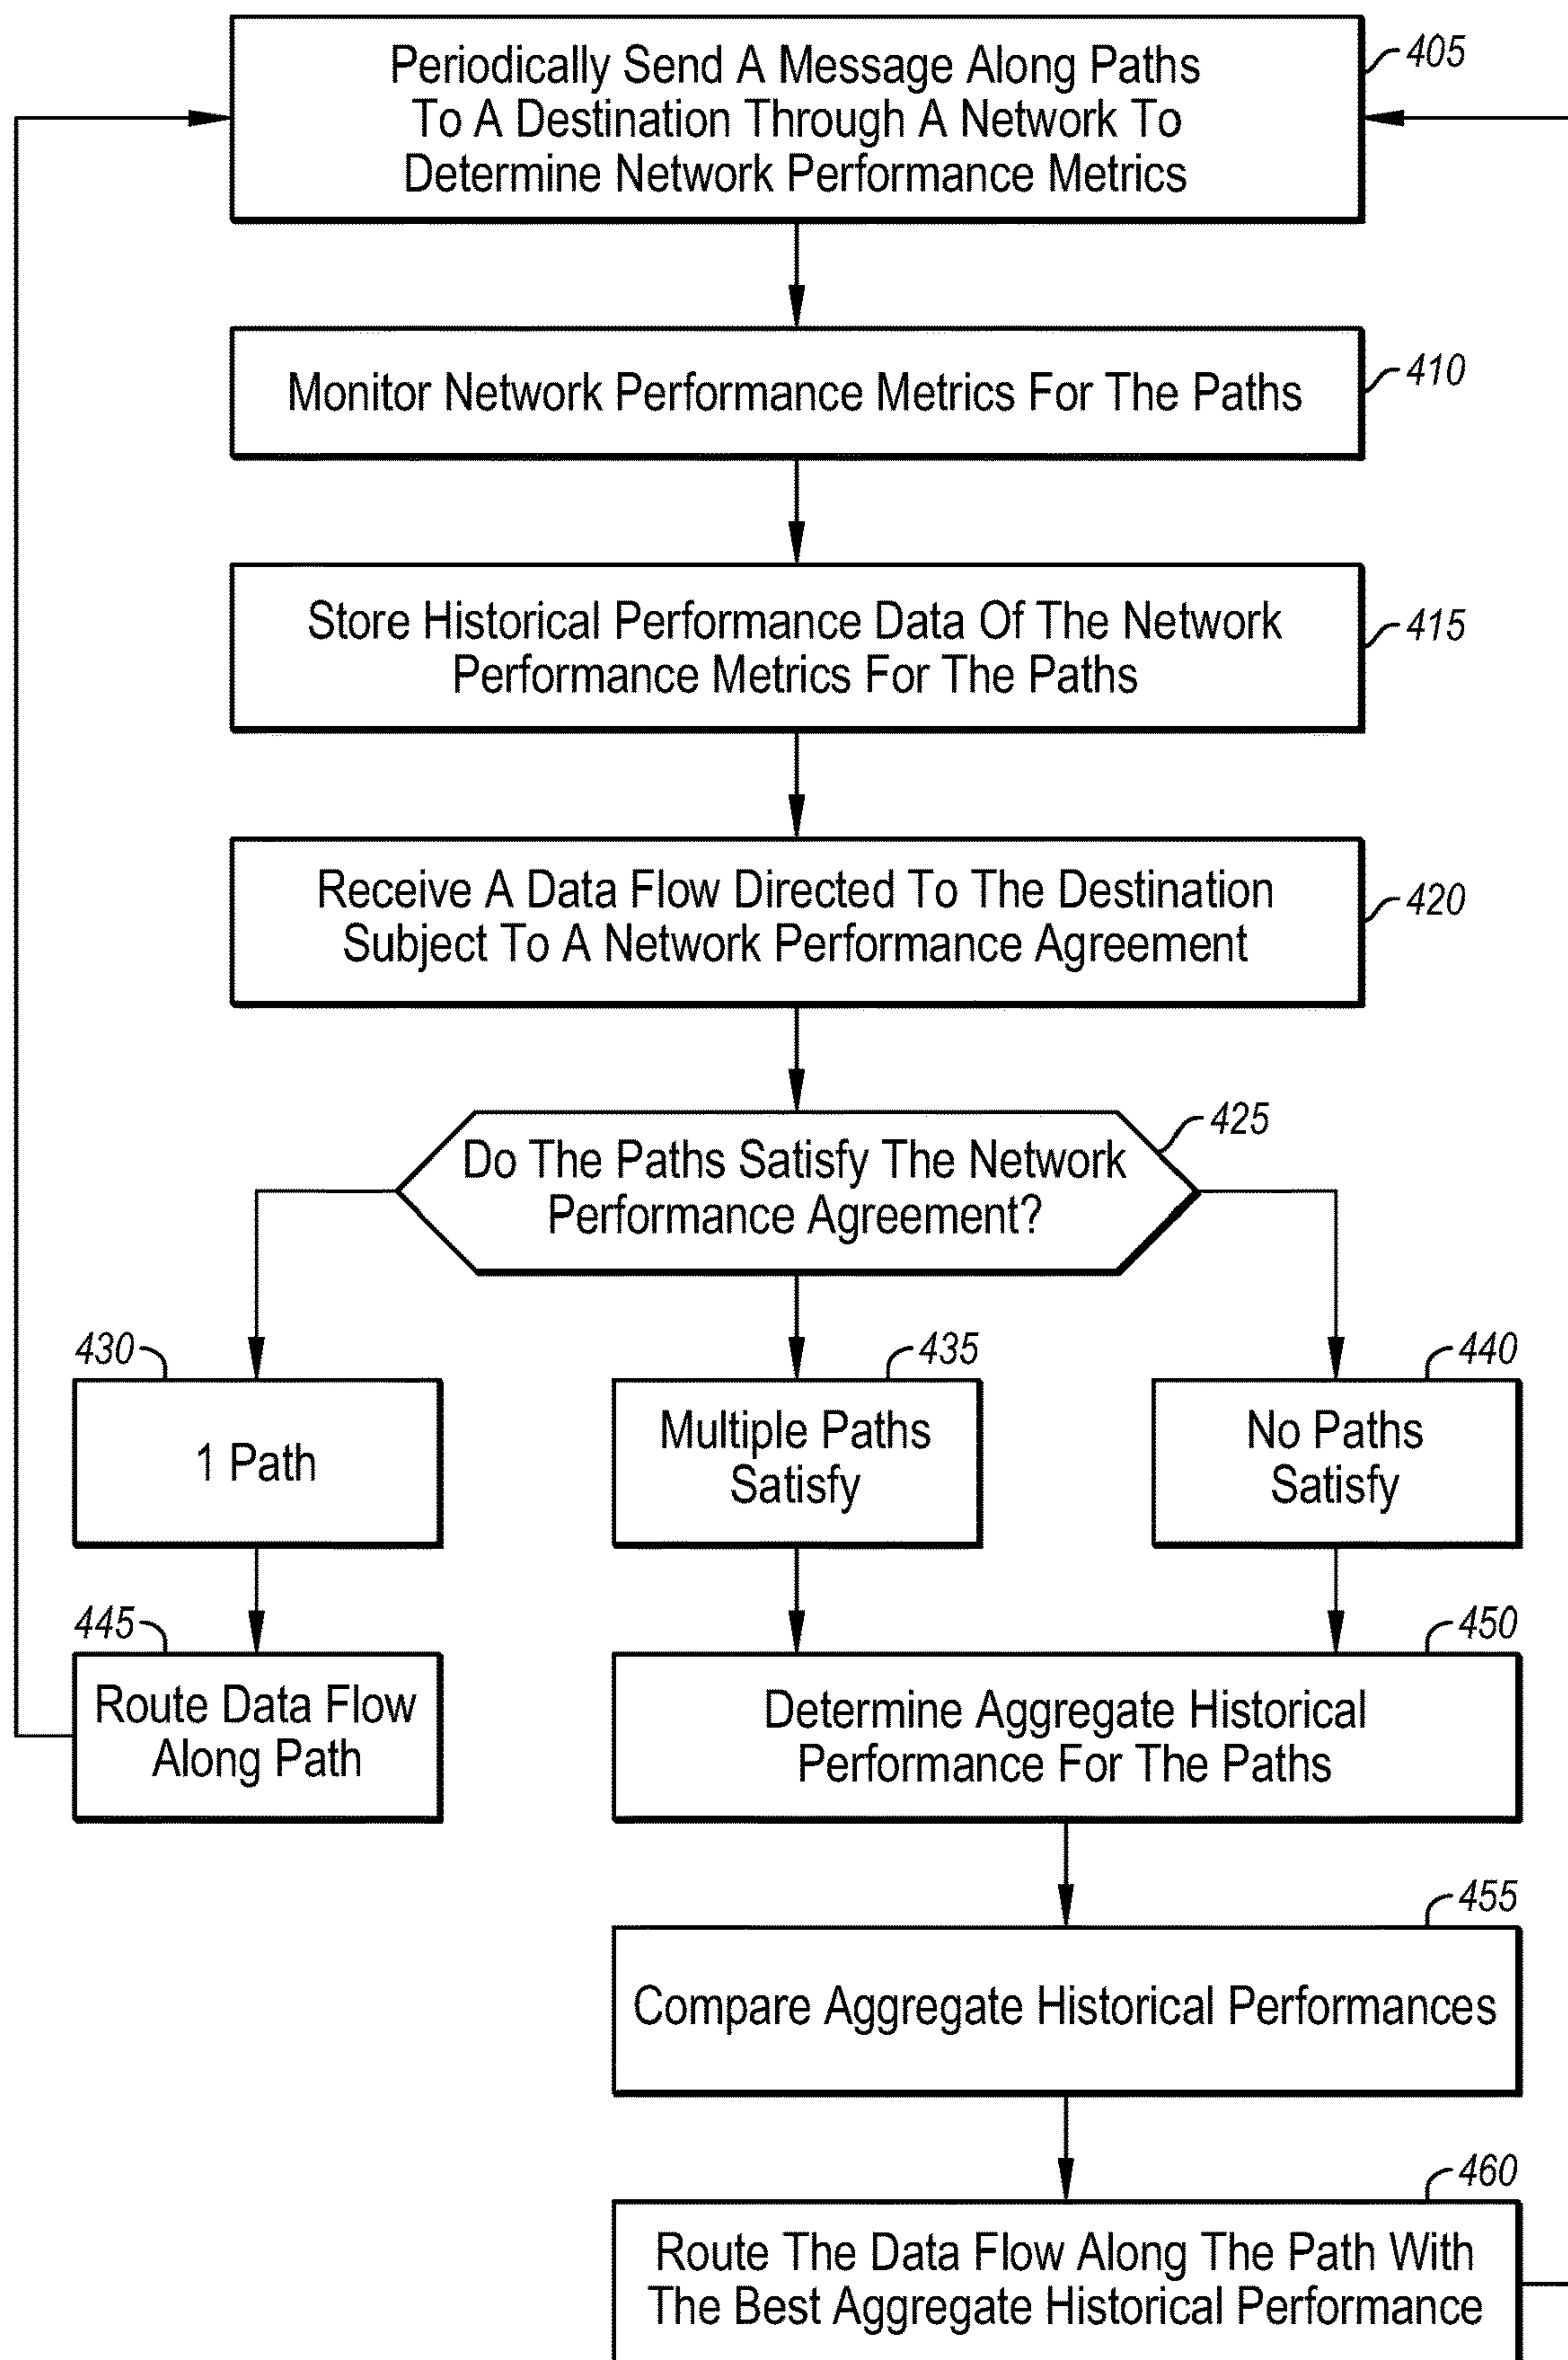 Periodically Send A Message Along Paths
To A Destination Through A Network To
Determine Network Performance Metrics
405
Monitor Network Performance Metrics For The Paths
410
Store Historical Performance Data Of The Network
Performance Metrics For The Paths
415
Receive A Data Flow Directed To The Destination
Subject To A Network Performance Agreement
420
Do The Paths Satisfy The Network
Performance Agreement?
425
430
1 Path
435
Multiple Paths
Satisfy
440
No Paths
Satisfy
445
Route Data Flow
Along Path
450
Determine Aggregate Historical
Performance For The Paths
455
Compare Aggregate Historical Performances
460
Route The Data Flow Along The Path With
The Best Aggregate Historical Performance